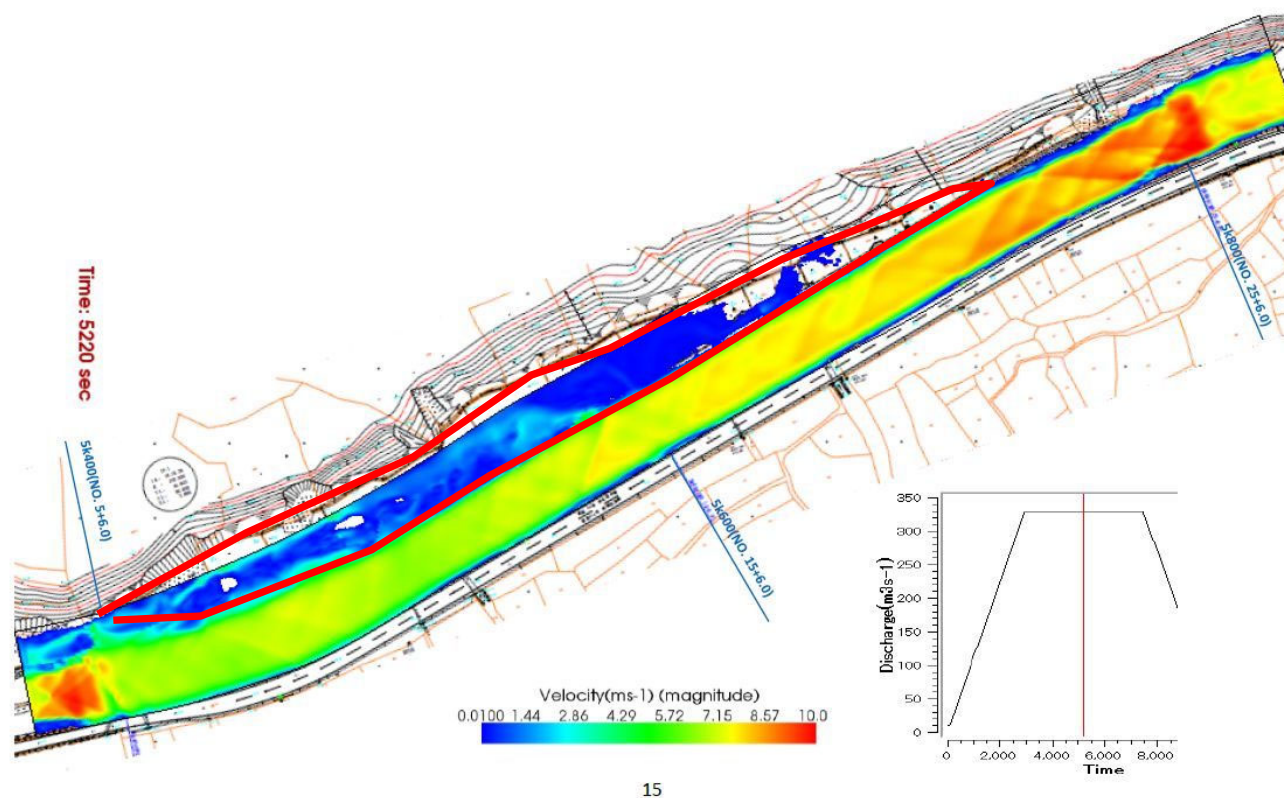 Time: 5220 sec
5k400(NO. 5+6.0)
5k600(NO. 15+6.0)
5k800(NO. 25+6.0)
Velocity(ms-1) (magnitude)
0.0100 1.44 2.86 4.29 5.72 7.15 8.57 10.0
Discharge(m3s-1)
350
300
250
200
150
100
50
0
0 2,000 4,000 6,000 8,000
Time
15